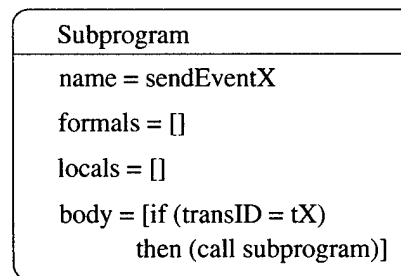 Subprogram
name = sendEventX
formals = []
locals = []
body = [if (transID = tX)
then (call subprogram)]